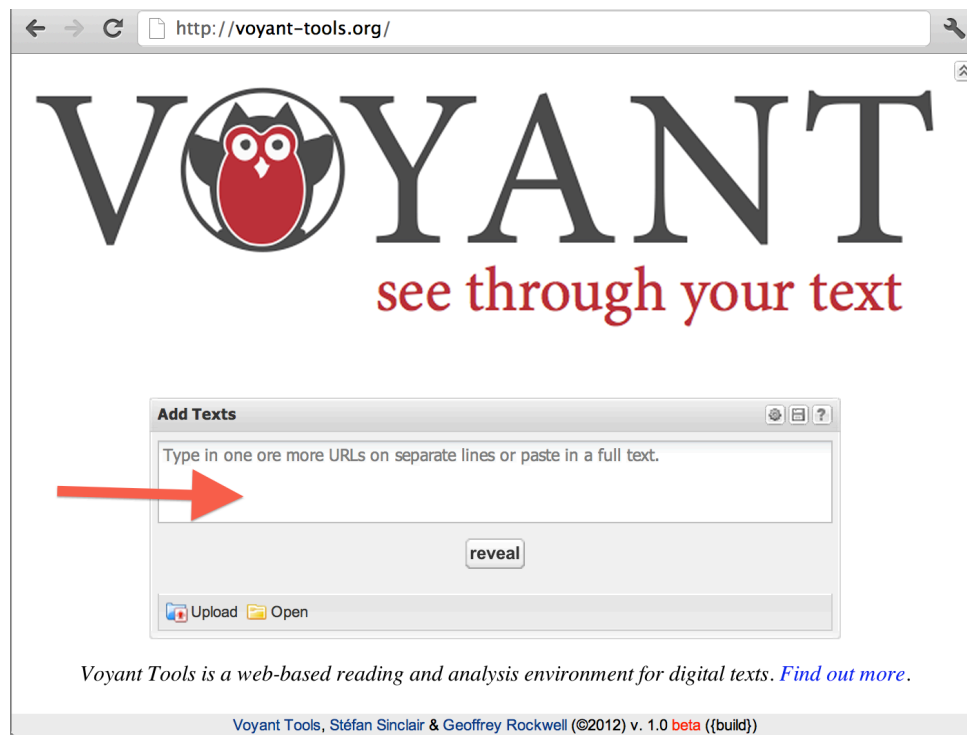 http://voyant-tools.org/
VOYANT
see through your text
Add Texts
Type in one ore more URLs on separate lines or paste in a full text.
reveal
Upload Open
Voyant Tools is a web-based reading and analysis environment for digital texts. Find out more.
Voyant Tools, Stéfan Sinclair & Geoffrey Rockwell (©2012) v. 1.0 beta ({build})